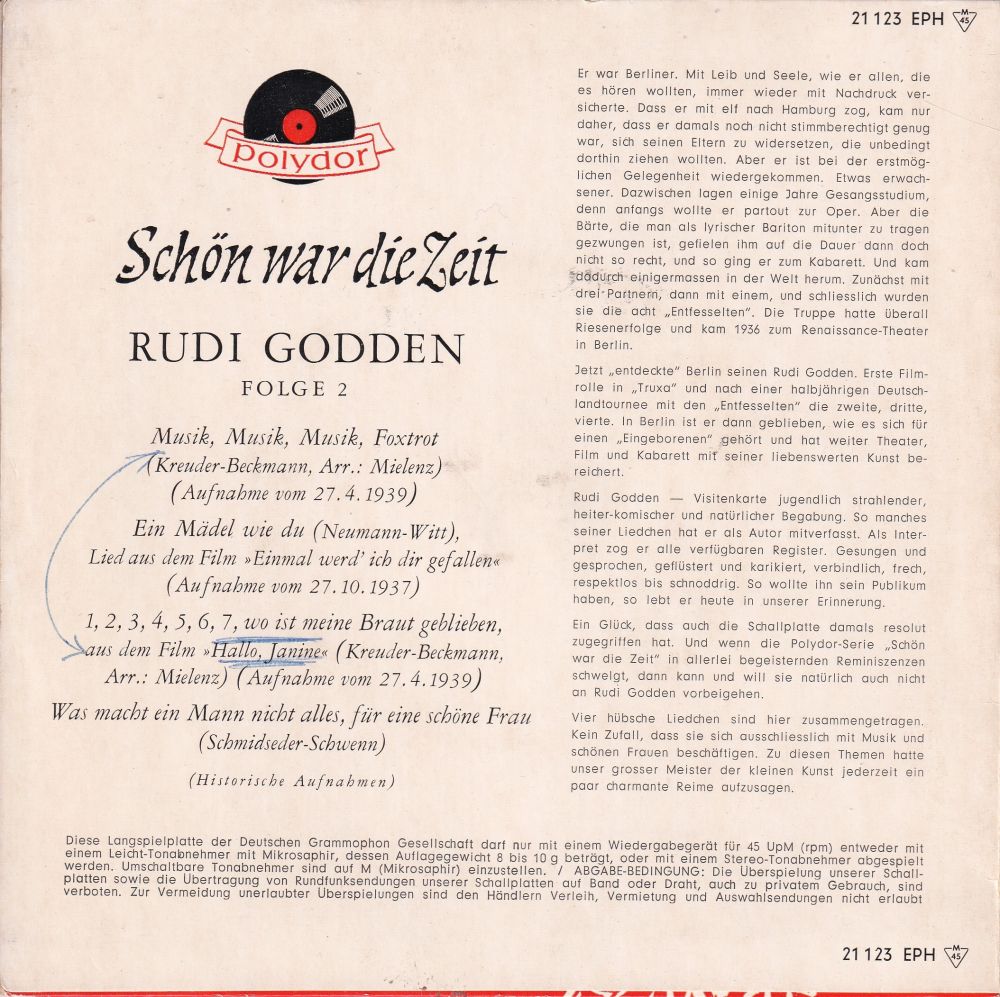 21 123 EPH M 45
polydor
Schön war die Zeit
RUDI GODDEN
FOLGE 2
Musik, Musik, Musik, Foxtrot
(Kreuder-Beckmann, Arr.: Mielenz)
(Aufnahme vom 27.4.1939)
Ein Mädel wie du (Neumann-Witt),
Lied aus dem Film »Einmal werd' ich dir gefallen«
(Aufnahme vom 27.10.1937)
1, 2, 3, 4, 5, 6, 7, wo ist meine Braut geblieben,
aus dem Film »Hallo, Janine« (Kreuder-Beckmann,
Arr.: Mielenz) (Aufnahme vom 27.4.1939)
Was macht ein Mann nicht alles, für eine schöne Frau
(Schmidseder-Schwenn)
(Historische Aufnahmen)
Er war Berliner. Mit Leib und Seele, wie er allen, die
es hören wollten, immer wieder mit Nachdruck ver-
sicherte. Dass er mit elf nach Hamburg zog, kam nur
daher, dass er damals noch nicht stimmberechtigt genug
war, sich seinen Eltern zu widersetzen, die unbedingt
dorthin ziehen wollten. Aber er ist bei der erstmög-
lichen Gelegenheit wiedergekommen. Etwas erwach-
sener. Dazwischen lagen einige Jahre Gesangsstudium,
denn anfangs wollte er partout zur Oper. Aber die
Bärte, die man als lyrischer Bariton mitunter zu tragen
gezwungen ist, gefielen ihm auf die Dauer dann doch
nicht so recht, und so ging er zum Kabarett. Und kam
dadurch einigermassen in der Welt herum. Zunächst mit
drei Partnern, dann mit einem, und schliesslich wurden
sie die acht „Entfesselten". Die Truppe hatte überall
Riesenerfolge und kam 1936 zum Renaissance-Theater
in Berlin.
Jetzt „entdeckte" Berlin seinen Rudi Godden. Erste Film-
rolle in „Truxa" und nach einer halbjährigen Deutsch-
landtournee mit den „Entfesselten" die zweite, dritte,
vierte. In Berlin ist er dann geblieben, wie es sich für
einen „Eingeborenen" gehört und hat weiter Theater,
Film und Kabarett mit seiner liebenswerten Kunst be-
reichert.
Rudi Godden — Visitenkarte jugendlich strahlender,
heiter-komischer und natürlicher Begabung. So manches
seiner Liedchen hat er als Autor mitverfasst. Als Inter-
pret zog er alle verfügbaren Register. Gesungen und
gesprochen, geflüstert und karikiert, verbindlich, frech,
respektlos bis schnoddrig. So wollte ihn sein Publikum
haben, so lebt er heute in unserer Erinnerung.
Ein Glück, dass auch die Schallplatte damals resolut
zugegriffen hat. Und wenn die Polydor-Serie „Schön
war die Zeit" in allerlei begeisternden Reminiszenzen
schwelgt, dann kann und will sie natürlich auch nicht
an Rudi Godden vorbeigehen.
Vier hübsche Liedchen sind hier zusammengetragen.
Kein Zufall, dass sie sich ausschliesslich mit Musik und
schönen Frauen beschäftigen. Zu diesen Themen hatte
unser grosser Meister der kleinen Kunst jederzeit ein
paar charmante Reime aufzusagen.
Diese Langspielplatte der Deutschen Grammophon Gesellschaft darf nur mit einem Wiedergabegerät für 45 UpM (rpm) entweder mit
einem Leicht-Tonabnehmer mit Mikrosaphir, dessen Auflagegewicht 8 bis 10 g beträgt, oder mit einem Stereo-Tonabnehmer abgespielt
werden. Umschaltbare Tonabnehmer sind auf M (Mikrosaphir) einzustellen. / ABGABE-BEDINGUNG: Die Überspielung unserer Schall-
platten sowie die Übertragung von Rundfunksendungen unserer Schallplatten auf Band oder Draht, auch zu privatem Gebrauch, sind
verboten. Zur Vermeidung unerlaubter Überspielungen sind den Händlern Verleih, Vermietung und Auswahlsendungen nicht erlaubt
21 123 EPH M 45